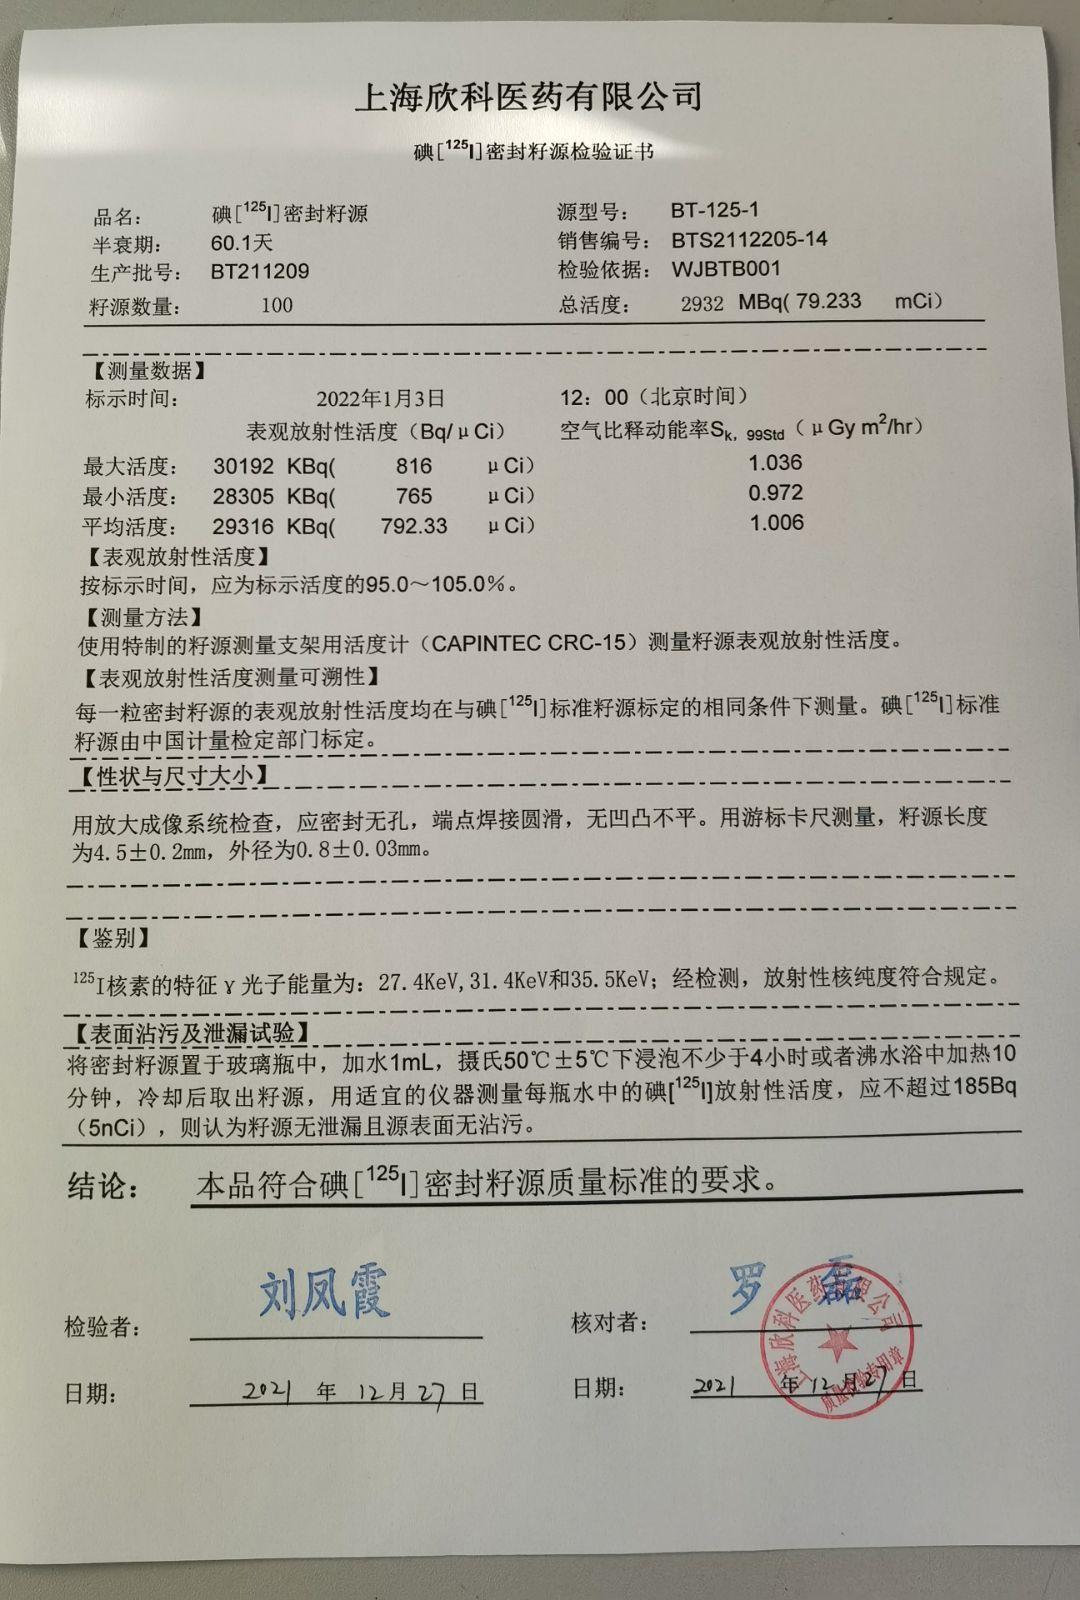 上海欣科医药有限公司
碘[¹²⁵I]密封籽源检验证书
品名： 碘[¹²⁵I]密封籽源 源型号： BT-125-1
半衰期： 60.1天 销售编号： BTS2112205-14
生产批号： BT211209 检验依据： WJBTB001
籽源数量： 100 总活度： 2932 MBq( 79.233 mCi）
【测量数据】
标示时间： 2022年1月3日 12：00（北京时间）
表观放射性活度（Bq/μCi） 空气比释动能率Sk，99Std（μGy m²/hr）
最大活度： 30192 KBq( 816 μCi） 1.036
最小活度： 28305 KBq( 765 μCi） 0.972
平均活度： 29316 KBq( 792.33 μCi） 1.006
【表观放射性活度】
按标示时间，应为标示活度的95.0～105.0%。
【测量方法】
使用特制的籽源测量支架用活度计（CAPINTEC CRC-15）测量籽源表观放射性活度。
【表观放射性活度测量可溯性】
每一粒密封籽源的表观放射性活度均在与碘[¹²⁵I]标准籽源标定的相同条件下测量。碘[¹²⁵I]标准
籽源由中国计量检定部门标定。
【性状与尺寸大小】
用放大成像系统检查，应密封无孔，端点焊接圆滑，无凹凸不平。用游标卡尺测量，籽源长度
为4.5±0.2mm，外径为0.8±0.03mm。
【鉴别】
¹²⁵I核素的特征γ光子能量为：27.4KeV,31.4KeV和35.5KeV；经检测，放射性核纯度符合规定。
【表面沾污及泄漏试验】
将密封籽源置于玻璃瓶中，加水1mL，摄氏50℃±5℃下浸泡不少于4小时或者沸水浴中加热10
分钟，冷却后取出籽源，用适宜的仪器测量每瓶水中的碘[¹²⁵I]放射性活度，应不超过185Bq
（5nCi），则认为籽源无泄漏且源表面无沾污。
结论： 本品符合碘[¹²⁵I]密封籽源质量标准的要求。
检验者： 刘凤霞 核对者： 罗磊
日期： 2021 年 12月 27 日 日期： 2021 年 12月 27 日
上海欣科医药有限公司
质量检验专用章